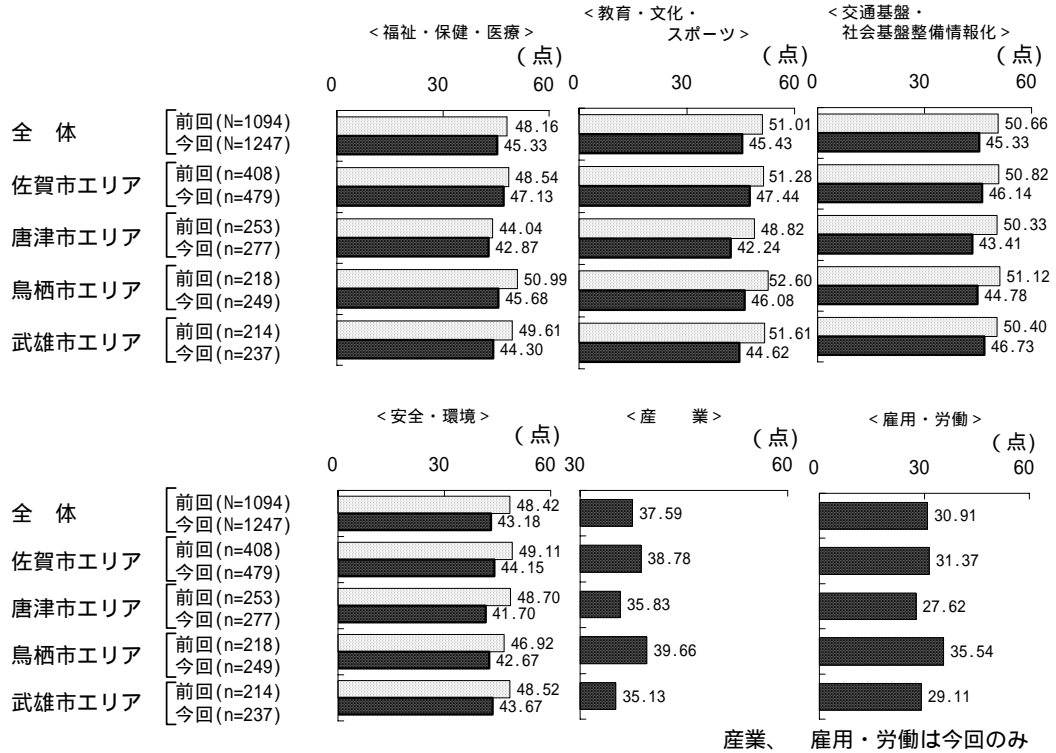 ＜福祉・保健・医療＞
＜教育・文化・
スポーツ＞
＜交通基盤・
社会基盤整備情報化＞
(点)
(点)
(点)
0 30 60
0 30 60
0 30 60
全　体
前回(N=1094) 48.16 51.01 50.66
今回(N=1247) 45.33 45.43 45.33
佐賀市エリア
前回(n=408) 48.54 51.28 50.82
今回(n=479) 47.13 47.44 46.14
唐津市エリア
前回(n=253) 44.04 48.82 50.33
今回(n=277) 42.87 42.24 43.41
鳥栖市エリア
前回(n=218) 50.99 52.60 51.12
今回(n=249) 45.68 46.08 44.78
武雄市エリア
前回(n=214) 49.61 51.61 50.40
今回(n=237) 44.30 44.62 46.73
＜安全・環境＞
＜産　　業＞
＜雇用・労働＞
(点)
(点)
(点)
0 30 60
30 60
0 30 60
全　体
前回(N=1094) 48.42
今回(N=1247) 43.18
37.59 30.91
佐賀市エリア
前回(n=408) 49.11
今回(n=479) 44.15
38.78 31.37
唐津市エリア
前回(n=253) 48.70
今回(n=277) 41.70
35.83 27.62
鳥栖市エリア
前回(n=218) 46.92
今回(n=249) 42.67
39.66 35.54
武雄市エリア
前回(n=214) 48.52
今回(n=237) 43.67
35.13 29.11
産業、　雇用・労働は今回のみ